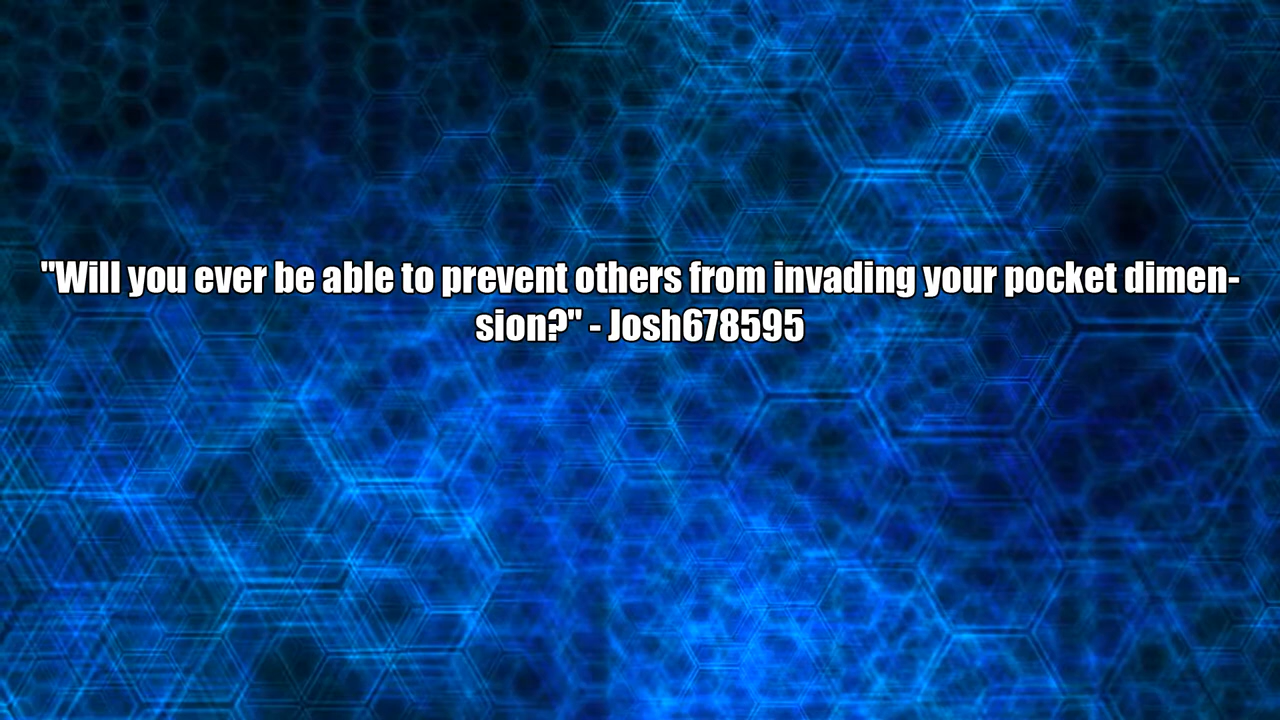 "Will you ever be able to prevent others from invading your pocket dimen-
sion?" - Josh678595